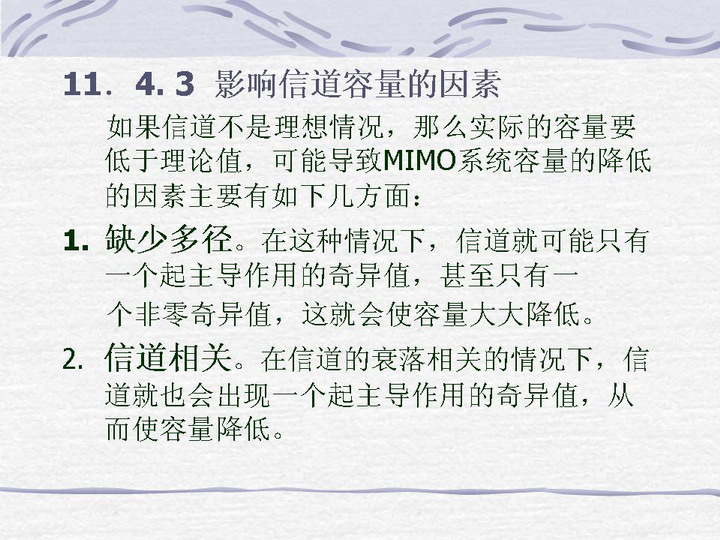 11．4. 3 影响信道容量的因素
如果信道不是理想情况，那么实际的容量要
低于理论值，可能导致MIMO系统容量的降低
的因素主要有如下几方面：
1. 缺少多径。在这种情况下，信道就可能只有
一个起主导作用的奇异值，甚至只有一
个非零奇异值，这就会使容量大大降低。
2. 信道相关。在信道的衰落相关的情况下，信
道就也会出现一个起主导作用的奇异值，从
而使容量降低。